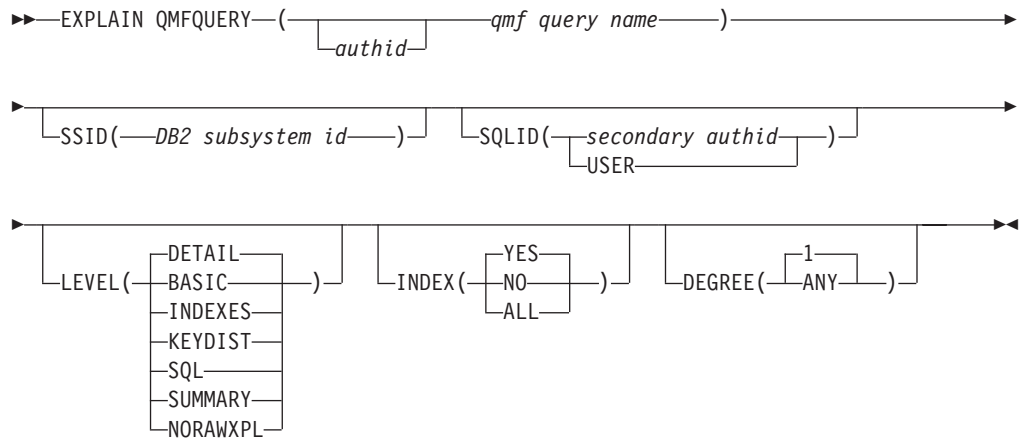 EXPLAIN QMFQUERY ( qmf query name )
authid
SSID( DB2 subsystem id ) SQLID( secondary authid )
USER
DETAIL YES 1
LEVEL( BASIC ) INDEX( NO ) DEGREE( ANY )
INDEXES ALL
KEYDIST
SQL
SUMMARY
NORAWXPL